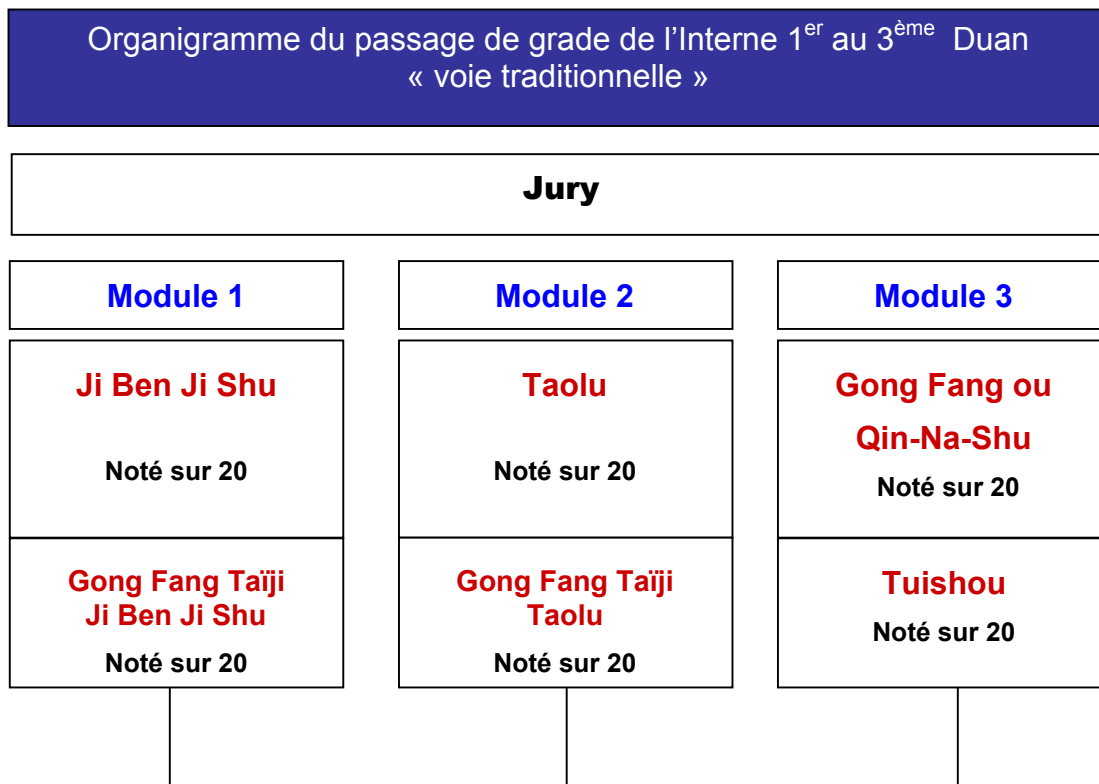 Organigramme du passage de grade de l’Interne 1er au 3ème Duan
« voie traditionnelle »
Jury
Module 1
Module 2
Module 3
Ji Ben Ji Shu
Noté sur 20
Taolu
Noté sur 20
Gong Fang ou
Qin-Na-Shu
Noté sur 20
Gong Fang Taïji
Ji Ben Ji Shu
Noté sur 20
Gong Fang Taïji
Taolu
Noté sur 20
Tuishou
Noté sur 20